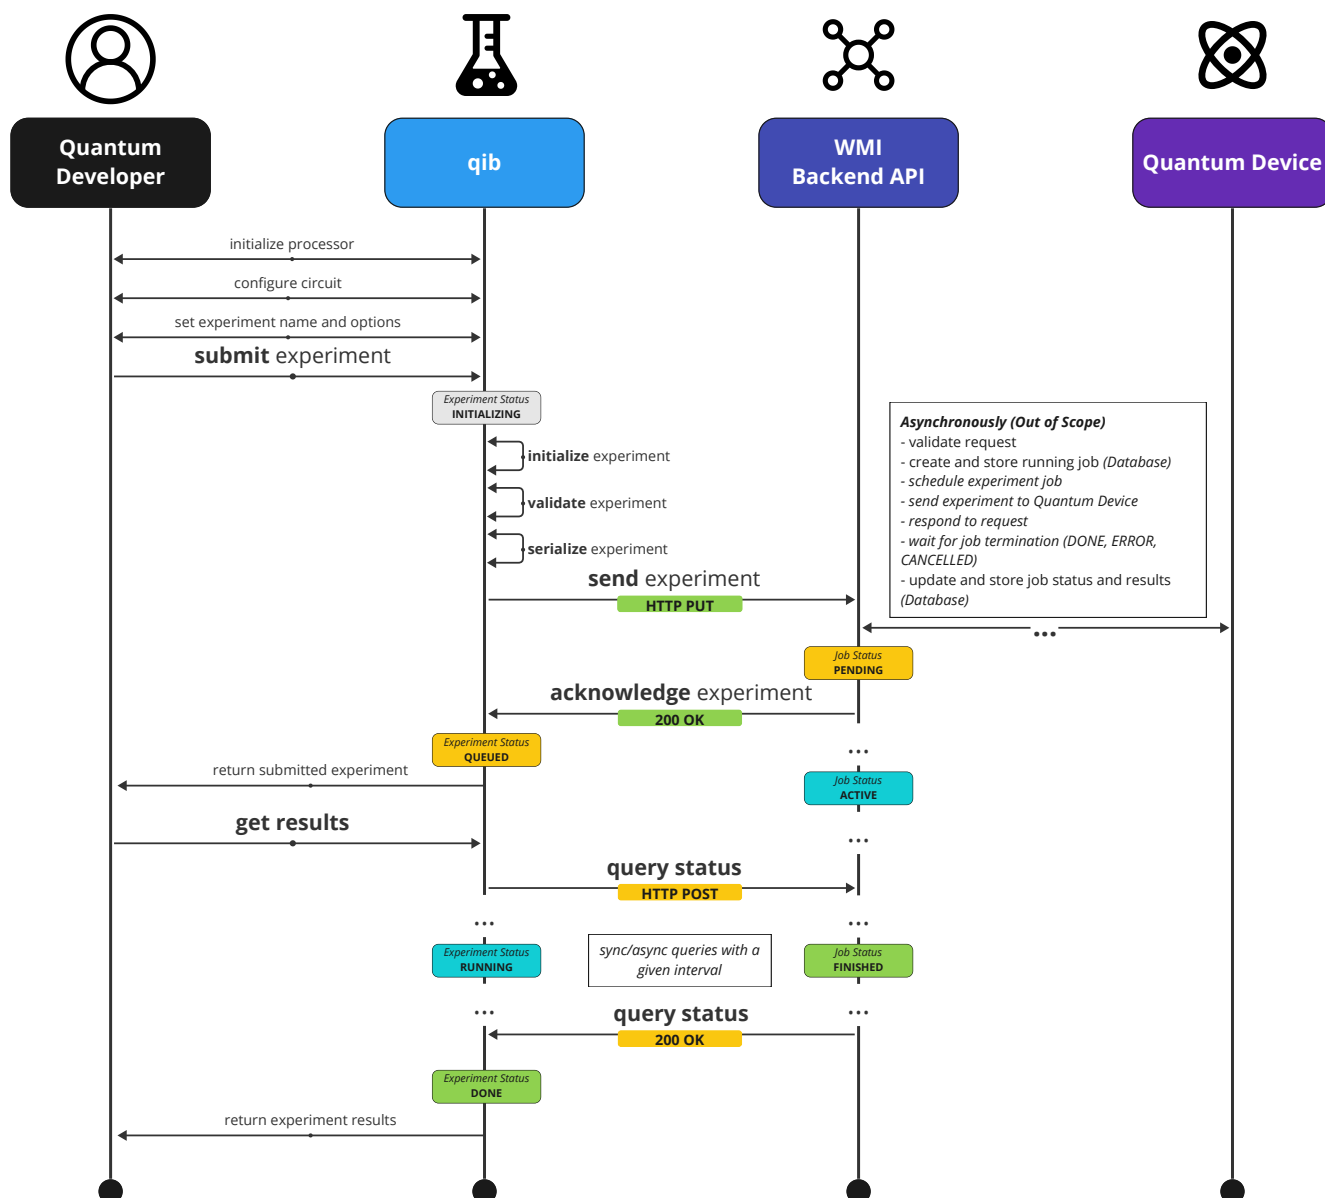 Quantum
Developer
qib
WMI
Backend API
Quantum Device
initialize processor
configure circuit
set experiment name and options
submit experiment
Experiment Status
INITIALIZING
initialize experiment
validate experiment
serialize experiment
Asynchronously (Out of Scope)
- validate request
- create and store running job (Database)
- schedule experiment job
- send experiment to Quantum Device
- respond to request
- wait for job termination (DONE, ERROR,
CANCELLED)
- update and store job status and results
(Database)
send experiment
HTTP PUT
...
Job Status
PENDING
acknowledge experiment
200 OK
Experiment Status
QUEUED
...
return submitted experiment
Job Status
ACTIVE
get results
...
query status
HTTP POST
...
...
Experiment Status
RUNNING
sync/async queries with a
given interval
Job Status
FINISHED
...
...
query status
200 OK
Experiment Status
DONE
return experiment results